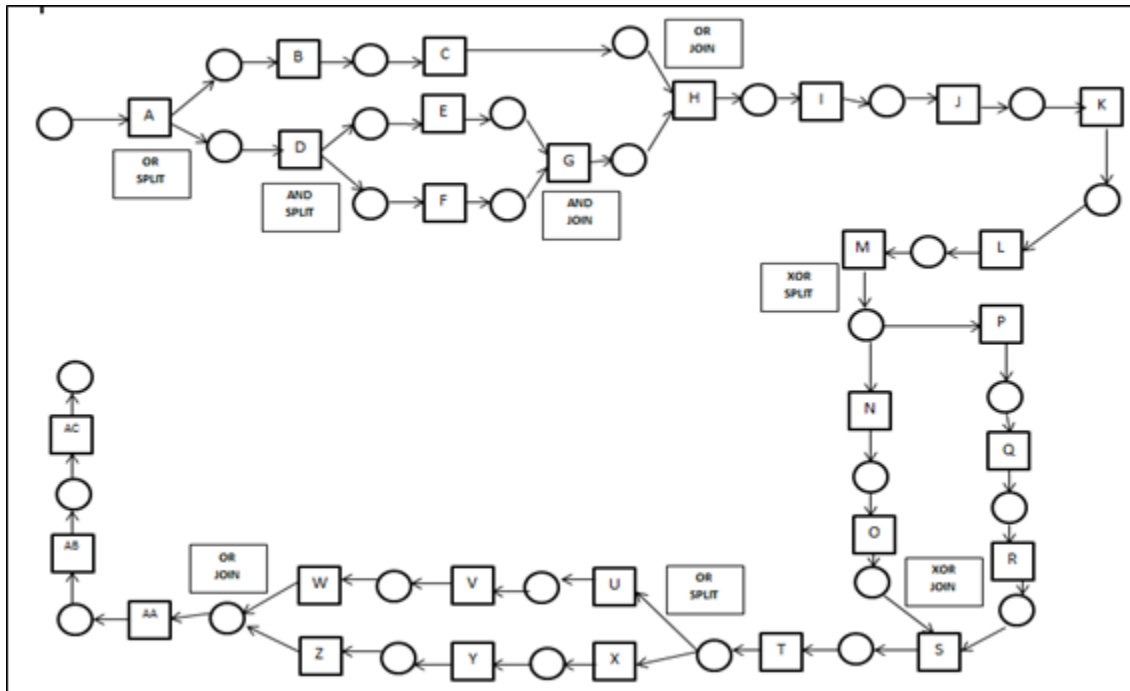 OR
JOIN
B
C
A
E
H
I
J
K
D
G
OR
SPLIT
AND
SPLIT
F
AND
JOIN
M
L
XOR
SPLIT
P
N
AC
Q
O
AB
OR
JOIN
W
V
U
OR
SPLIT
XOR
JOIN
R
AA
Z
Y
X
T
S